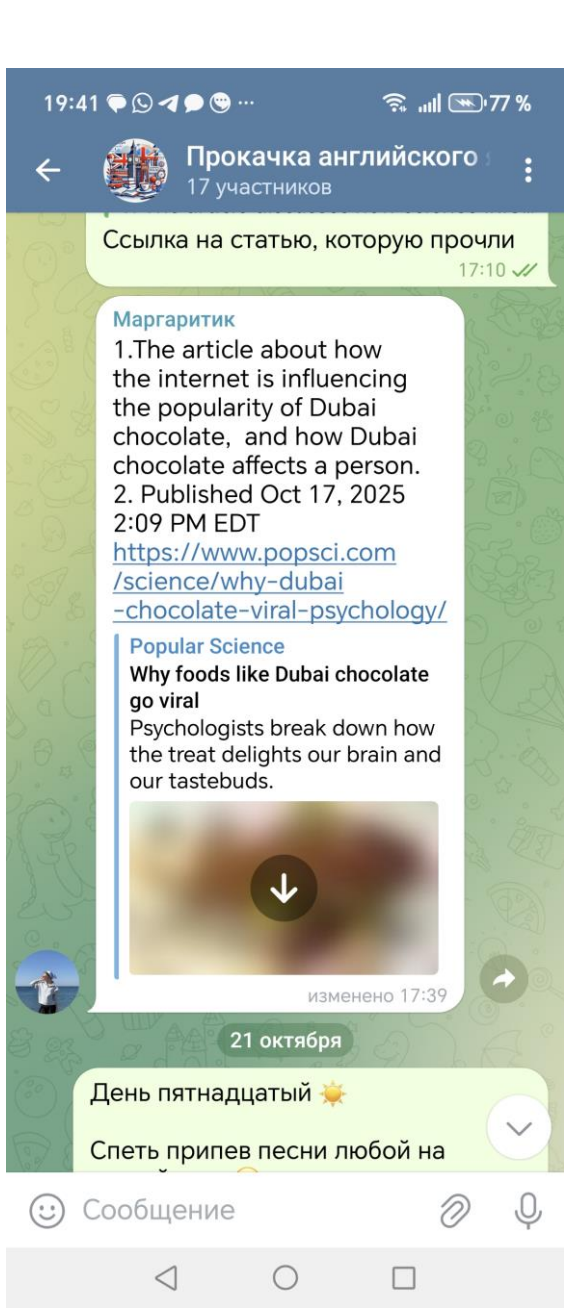 19:41 77 %
Прокачка английского
17 участников
Ссылка на статью, которую прочли
17:10
Маргаритик
1.The article about how
the internet is influencing
the popularity of Dubai
chocolate, and how Dubai
chocolate affects a person.
2. Published Oct 17, 2025
2:09 PM EDT
https://www.popsci.com
/science/why-dubai
-chocolate-viral-psychology/
Popular Science
Why foods like Dubai chocolate
go viral
Psychologists break down how
the treat delights our brain and
our tastebuds.
изменено 17:39
21 октября
День пятнадцатый
Спеть припев песни любой на
Сообщение